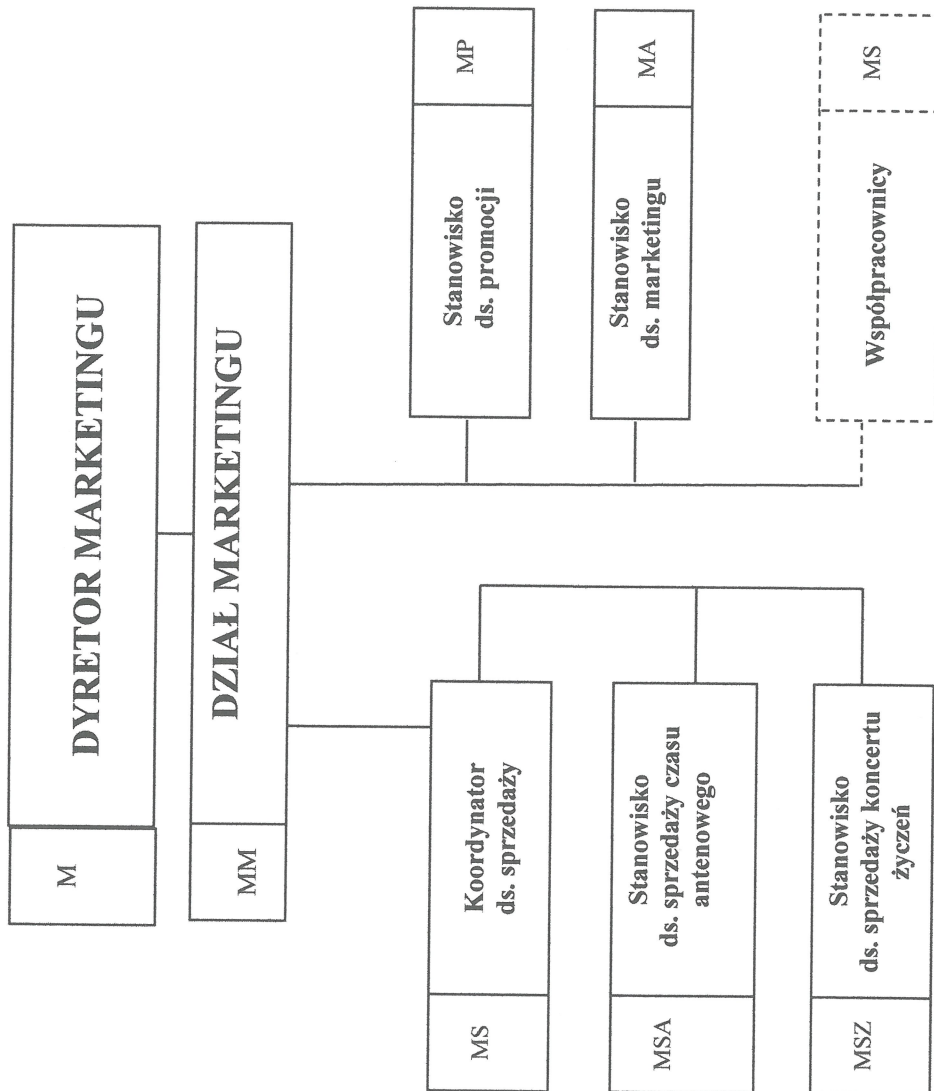 M
DYRETOR MARKETINGU
MM
DZIAŁ MARKETINGU
MS
Koordynator
ds. sprzedaży
Stanowisko
ds. promocji
MP
MSA
Stanowisko
ds. sprzedaży czasu
antenowego
Stanowisko
ds. marketingu
MA
MSZ
Stanowisko
ds. sprzedaży koncertu
życzeń
Współpracownicy
MS